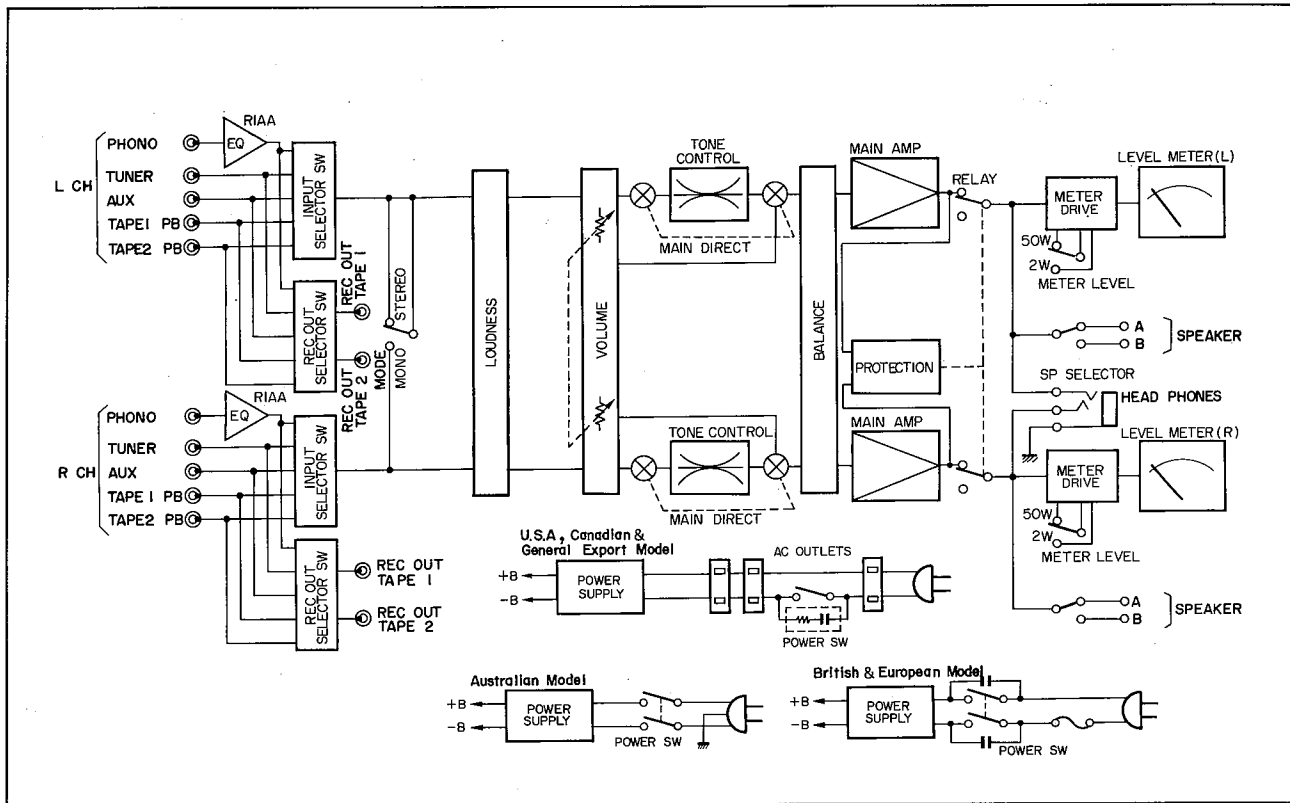 RIAA
EQ
PHONO
TUNER
L CH
AUX
TAPE1 PB
TAPE2 PB
INPUT
SELECTOR SW
REC OUT
SELECTOR SW
REC OUT
TAPE 1
REC OUT
TAPE 2
STEREO
MODE
MONO
RIAA
EQ
PHONO
TUNER
R CH
AUX
TAPE 1 PB
TAPE2 PB
INPUT
SELECTOR SW
REC OUT
SELECTOR SW
REC OUT
TAPE 1
REC OUT
TAPE 2
LOUDNESS
VOLUME
TONE
CONTROL
MAIN DIRECT
TONE CONTROL
MAIN DIRECT
BALANCE
MAIN AMP
RELAY
PROTECTION
MAIN AMP
LEVEL METER(L)
METER
DRIVE
50W
2W
METER LEVEL
A
B
SPEAKER
SP SELECTOR
HEAD PHONES
LEVEL METER(R)
METER
DRIVE
50W
2W
METER LEVEL
A
B
SPEAKER
U.S.A, Canadian &
General Export Model
+B
-B
POWER
SUPPLY
AC OUTLETS
POWER SW
Australian Model
+B
-B
POWER
SUPPLY
POWER SW
British & European Model
+B
-B
POWER
SUPPLY
POWER SW